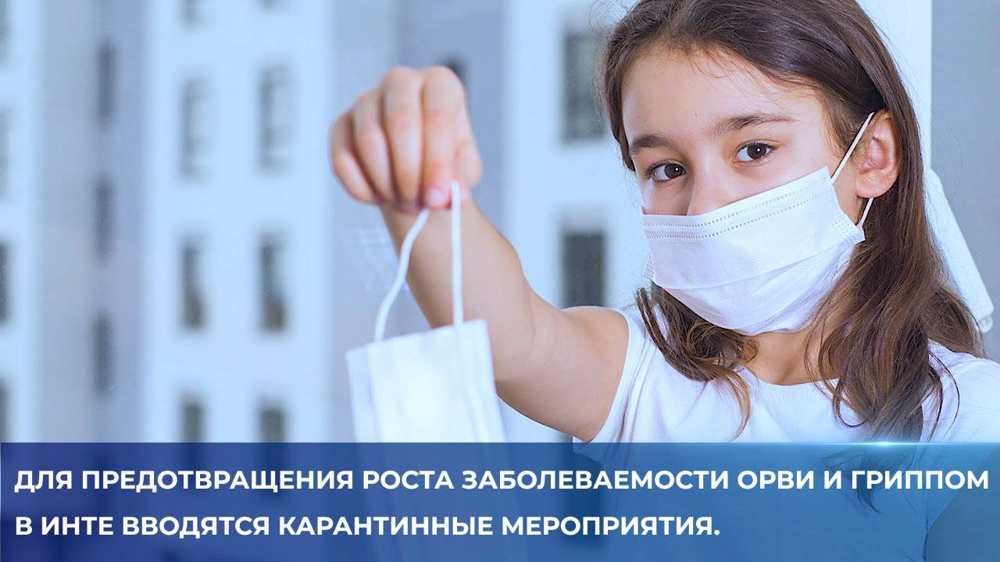 ДЛЯ ПРЕДОТВРАЩЕНИЯ РОСТА ЗАБОЛЕВАЕМОСТИ ОРВИ И ГРИППОМ
В ИНТЕ ВВОДЯТСЯ КАРАНТИННЫЕ МЕРОПРИЯТИЯ.